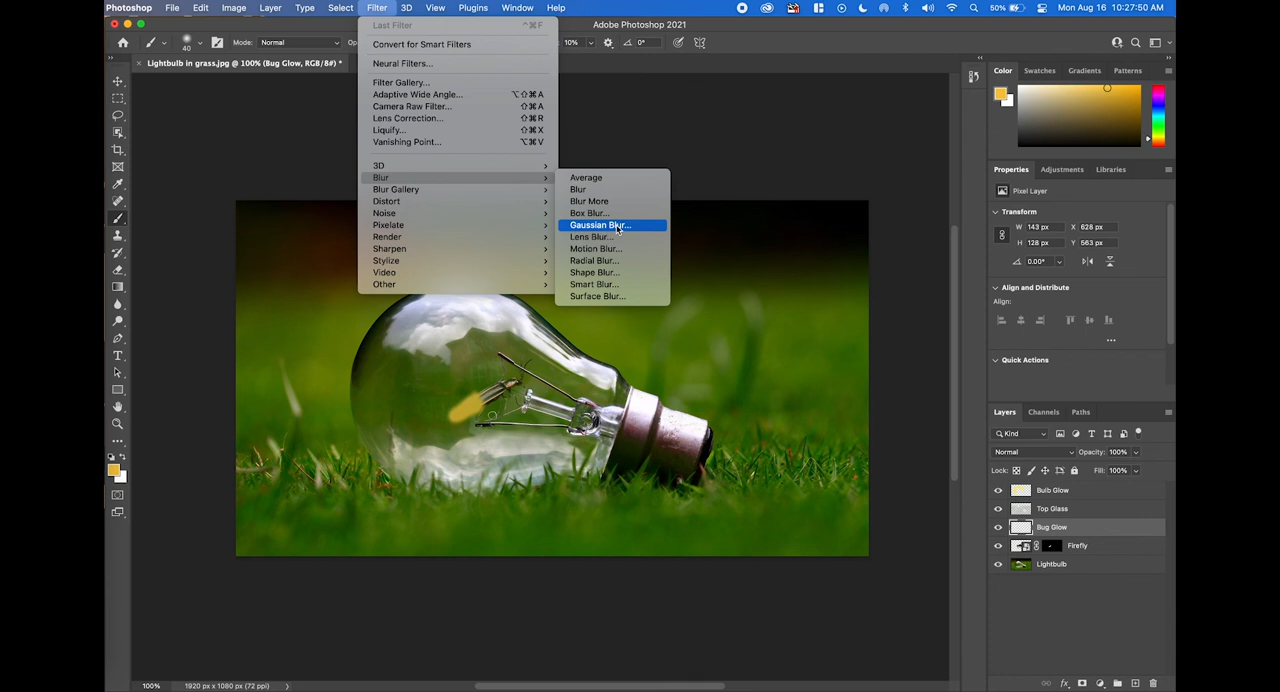 Photoshop File Edit Image Layer Type Select Filter 3D View Plugins Window Help 50% Mon Aug 16 10:27:50 AM
Adobe Photoshop 2021
40 Mode: Normal 10% 0°
Lightbulb in grass.jpg @ 100% (Bug Glow, RGB/8#) *
Last Filter ^⌘F
Convert for Smart Filters
Neural Filters...
Filter Gallery...
Adaptive Wide Angle... ⌥⇧⌘A
Camera Raw Filter... ⇧⌘A
Lens Correction... ⇧⌘R
Liquify... ⇧⌘X
Vanishing Point... ⌥⌘V
3D
Blur
Blur Gallery
Distort
Noise
Pixelate
Render
Sharpen
Stylize
Video
Other
Average
Blur
Blur More
Box Blur...
Gaussian Blur...
Lens Blur...
Motion Blur...
Radial Blur...
Shape Blur...
Smart Blur...
Surface Blur...
Color Swatches Gradients Patterns
Properties Adjustments Libraries
Pixel Layer
Transform
W 143 px X 628 px
H 128 px Y 563 px
0.00°
Align and Distribute
Align:
Quick Actions
Layers Channels Paths
Kind
Normal Opacity: 100%
Lock: Fill: 100%
Bulb Glow
Top Glass
Bug Glow
Firefly
Lightbulb
100% 1920 px x 1080 px (72 ppi)